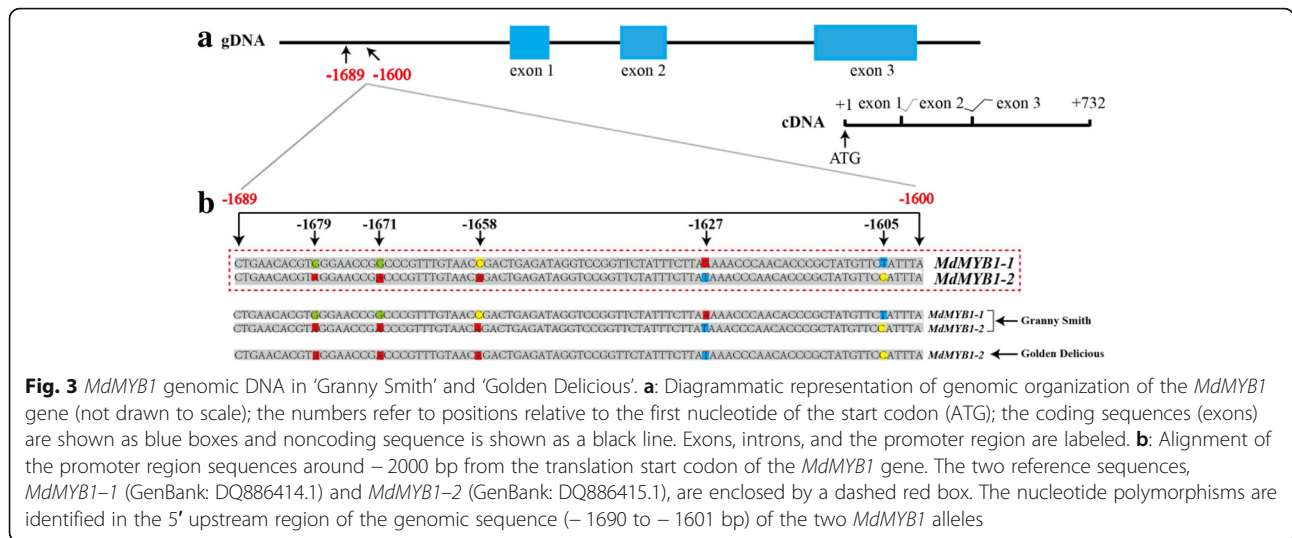 a gDNA
-1689 -1600
exon 1 exon 2 exon 3
+1 exon 1 exon 2 exon 3 +732
cDNA
ATG
-1689 -1600
b
-1679 -1671 -1658 -1627 -1605
CTGAACACGTGGGAACCGGCCCGTTTGTAACCGACTGAGATAGGTCCGGTTCTATTTCTTAAAAACCCAACACCCGCTATGTTCTATTTA MdMYB1-1
CTGAACACGTAGGAACCGACCCGTTTGTAACAGACTGAGATAGGTCCGGTTCTATTTCTTATAAACCCAACACCCGCTATGTTCCATTTA MdMYB1-2
CTGAACACGTGGGAACCGGCCCGTTTGTAACCGACTGAGATAGGTCCGGTTCTATTTCTTAAAAACCCAACACCCGCTATGTTCTATTTA MdMYB1-1
Granny Smith
CTGAACACGTAGGAACCGACCCGTTTGTAACAGACTGAGATAGGTCCGGTTCTATTTCTTATAAACCCAACACCCGCTATGTTCCATTTA MdMYB1-2
CTGAACACGTAGGAACCGACCCGTTTGTAACAGACTGAGATAGGTCCGGTTCTATTTCTTATAAACCCAACACCCGCTATGTTCCATTTA MdMYB1-2 Golden Delicious
Fig. 3 MdMYB1 genomic DNA in 'Granny Smith' and 'Golden Delicious'. a: Diagrammatic representation of genomic organization of the MdMYB1
gene (not drawn to scale); the numbers refer to positions relative to the first nucleotide of the start codon (ATG); the coding sequences (exons)
are shown as blue boxes and noncoding sequence is shown as a black line. Exons, introns, and the promoter region are labeled. b: Alignment of
the promoter region sequences around − 2000 bp from the translation start codon of the MdMYB1 gene. The two reference sequences,
MdMYB1–1 (GenBank: DQ886414.1) and MdMYB1–2 (GenBank: DQ886415.1), are enclosed by a dashed red box. The nucleotide polymorphisms are
identified in the 5′ upstream region of the genomic sequence (− 1690 to − 1601 bp) of the two MdMYB1 alleles